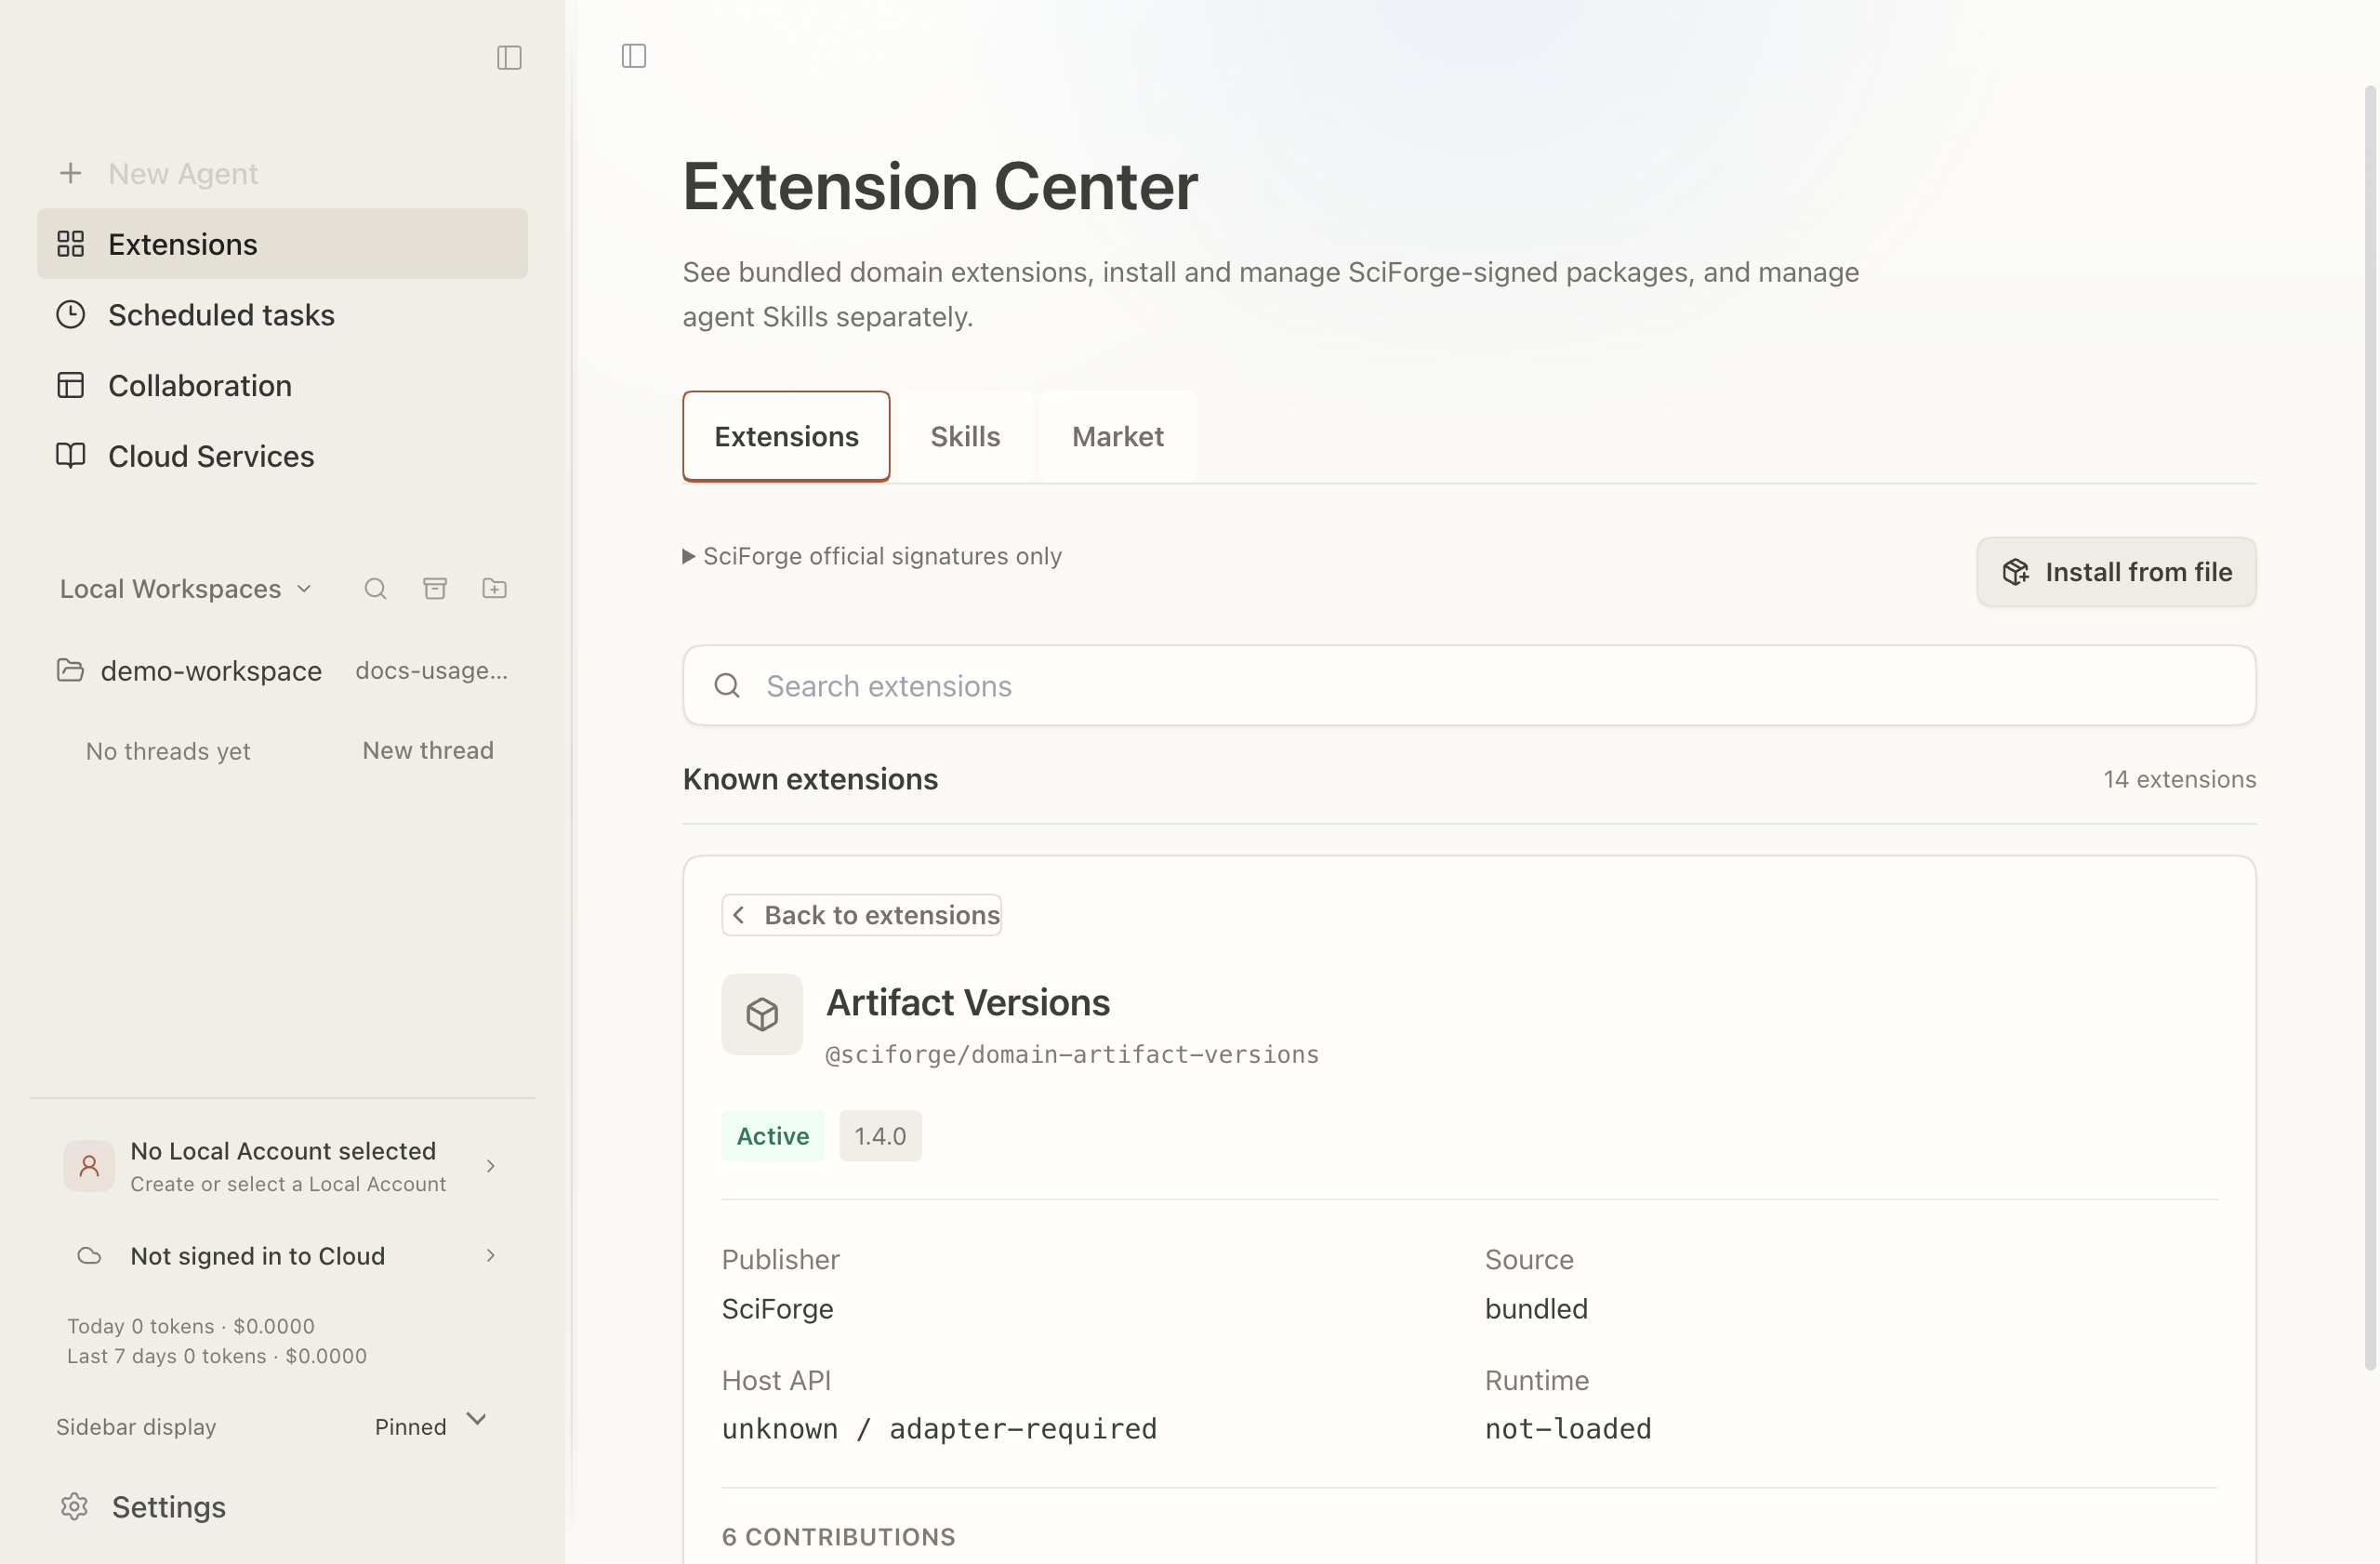 New Agent
Extensions
Scheduled tasks
Collaboration
Cloud Services
Local Workspaces
demo-workspace docs-usage...
No threads yet New thread
No Local Account selected
Create or select a Local Account
Not signed in to Cloud
Today 0 tokens · $0.0000
Last 7 days 0 tokens · $0.0000
Sidebar display Pinned
Settings
Extension Center
See bundled domain extensions, install and manage SciForge-signed packages, and manage
agent Skills separately.
Extensions Skills Market
SciForge official signatures only
Install from file
Search extensions
Known extensions 14 extensions
Back to extensions
Artifact Versions
@sciforge/domain-artifact-versions
Active 1.4.0
Publisher Source
SciForge bundled
Host API Runtime
unknown / adapter-required not-loaded
6 CONTRIBUTIONS